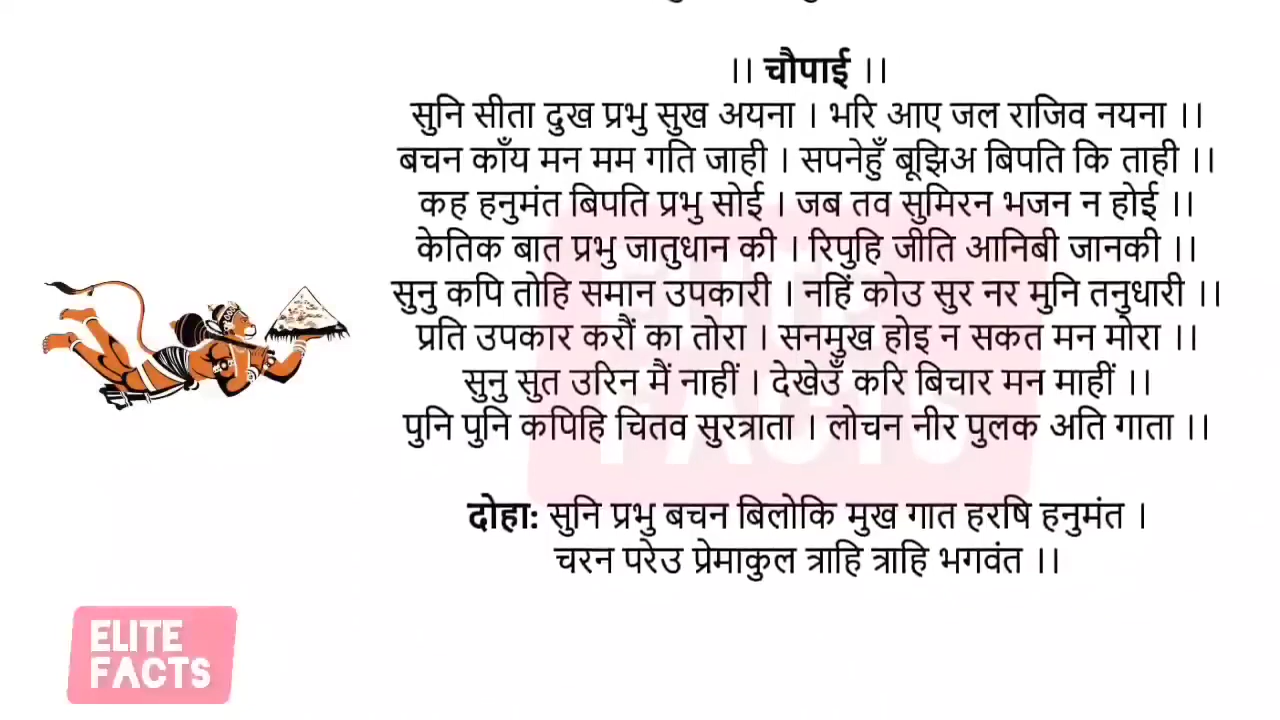 ।। चौपाई ।।
सुनि सीता दुख प्रभु सुख अयना । भरि आए जल राजिव नयना ।।
बचन काँय मन मम गति जाही । सपनेहुँ बूझिअ बिपति कि ताही ।।
कह हनुमंत बिपति प्रभु सोई । जब तव सुमिरन भजन न होई ।।
केतिक बात प्रभु जातुधान की । रिपुहि जीति आनिबी जानकी ।।
सुनु कपि तोहि समान उपकारी । नहिं कोउ सुर नर मुनि तनुधारी ।।
प्रति उपकार करौं का तोरा । सनमुख होइ न सकत मन मोरा ।।
सुनु सुत उरिन मैं नाहीं । देखेउँ करि बिचार मन माहीं ।।
पुनि पुनि कपिहि चितव सुरत्राता । लोचन नीर पुलक अति गाता ।।
दोहा: सुनि प्रभु बचन बिलोकि मुख गात हरषि हनुमंत ।
चरन परेउ प्रेमाकुल त्राहि त्राहि भगवंत ।।
ELITE
FACTS